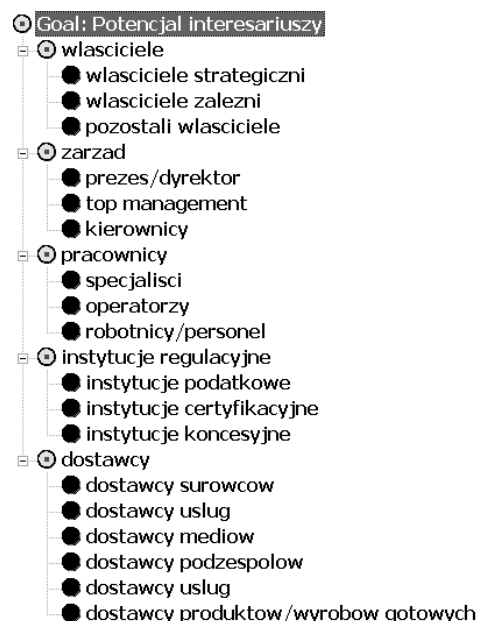 Goal: Potencjal interesariuszy
wlasciciele
wlasciciele strategiczni
wlasciciele zalezni
pozostali wlasciciele
zarzad
prezes/dyrektor
top management
kierownicy
pracownicy
specjalisci
operatorzy
robotnicy/personel
instytucje regulacyjne
instytucje podatkowe
instytucje certyfikacyjne
instytucje koncesyjne
dostawcy
dostawcy surowcow
dostawcy uslug
dostawcy mediow
dostawcy podzespolow
dostawcy uslug
dostawcy produktow/wyrobow gotowych